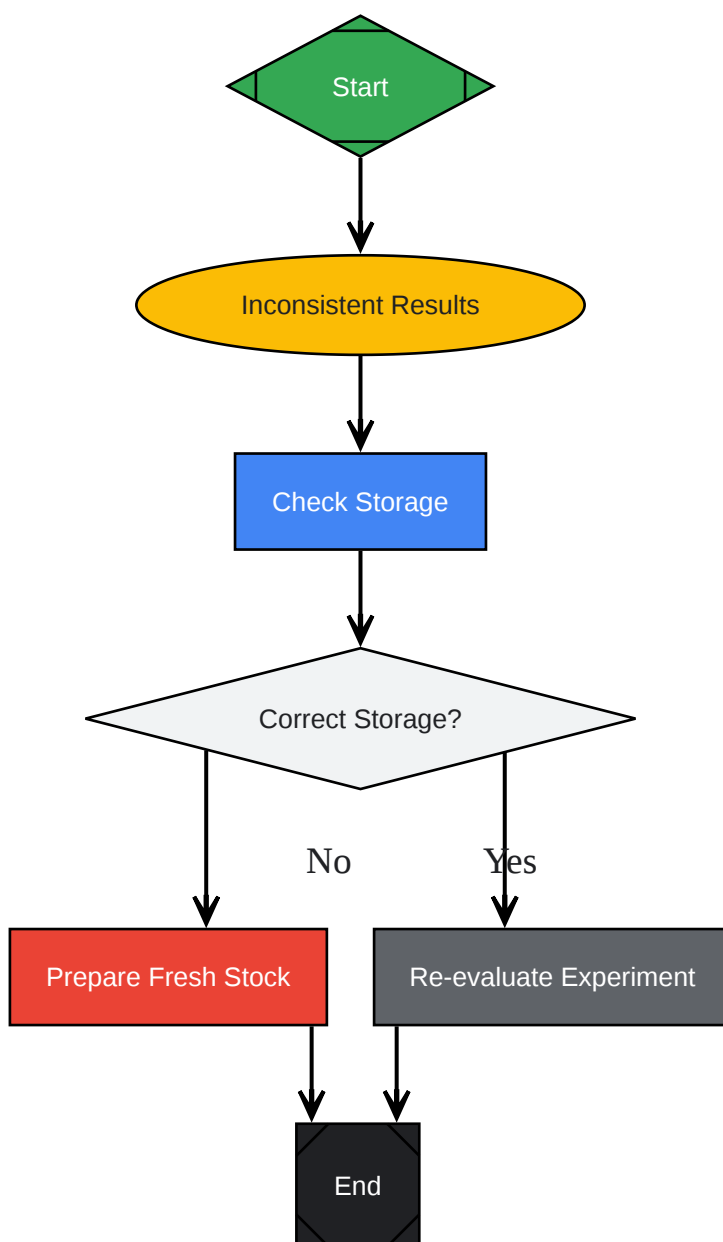 Start
Inconsistent Results
Check Storage
Correct Storage?
No
Yes
Prepare Fresh Stock
Re-evaluate Experiment
End